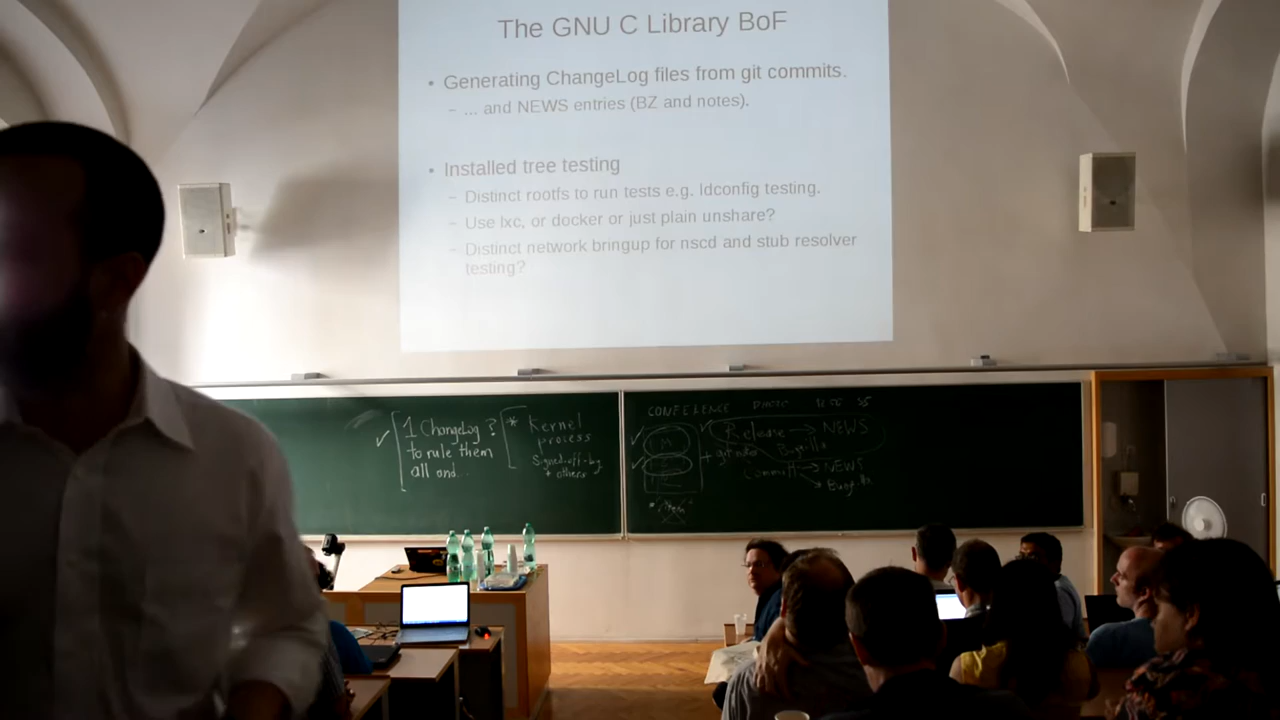 The GNU C Library BoF
• Generating ChangeLog files from git commits.
– ... and NEWS entries (BZ and notes).
• Installed tree testing
– Distinct rootfs to run tests e.g. ldconfig testing.
– Use lxc, or docker or just plain unshare?
– Distinct network bringup for nscd and stub resolver
testing?
1 ChangeLog?
to rule them
all and...
* Kernel
process
Signed-off-by
+ others
CONFERENCE
Release → NEWS
Bugzilla
Commit → NEWS